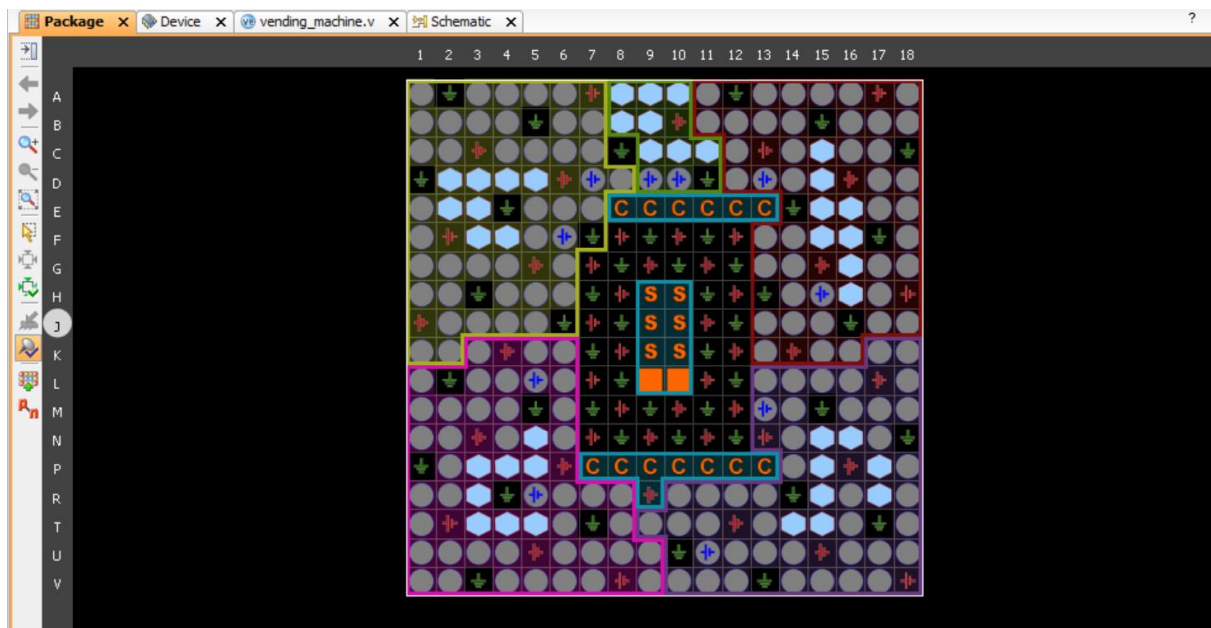 Package Device vending_machine.v Schematic ?
1 2 3 4 5 6 7 8 9 10 11 12 13 14 15 16 17 18
A
B
C
D
E C C C C C C
F
G
H S S
J S S
K S S
L
M
N
P C C C C C C C
R
T
U
V